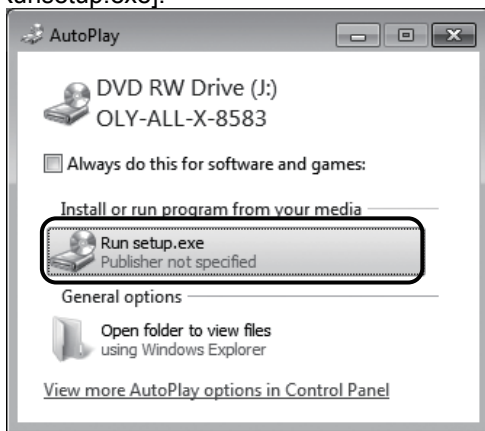 Runsetup.exe].
AutoPlay
DVD RW Drive (J:)
OLY-ALL-X-8583
Always do this for software and games:
Install or run program from your media
Run setup.exe
Publisher not specified
General options
Open folder to view files
using Windows Explorer
View more AutoPlay options in Control Panel